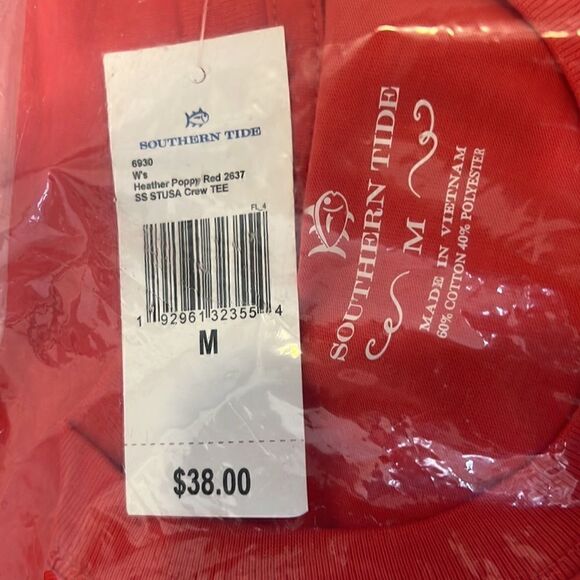 SOUTHERN TIDE
6930
W's
Heather Poppy Red 2637
SS STUSA Crew TEE
FL_4
1 92961 32355 4
M
$38.00
SOUTHERN TIDE
M
MADE IN VIETNAM
60% COTTON 40% POLYESTER